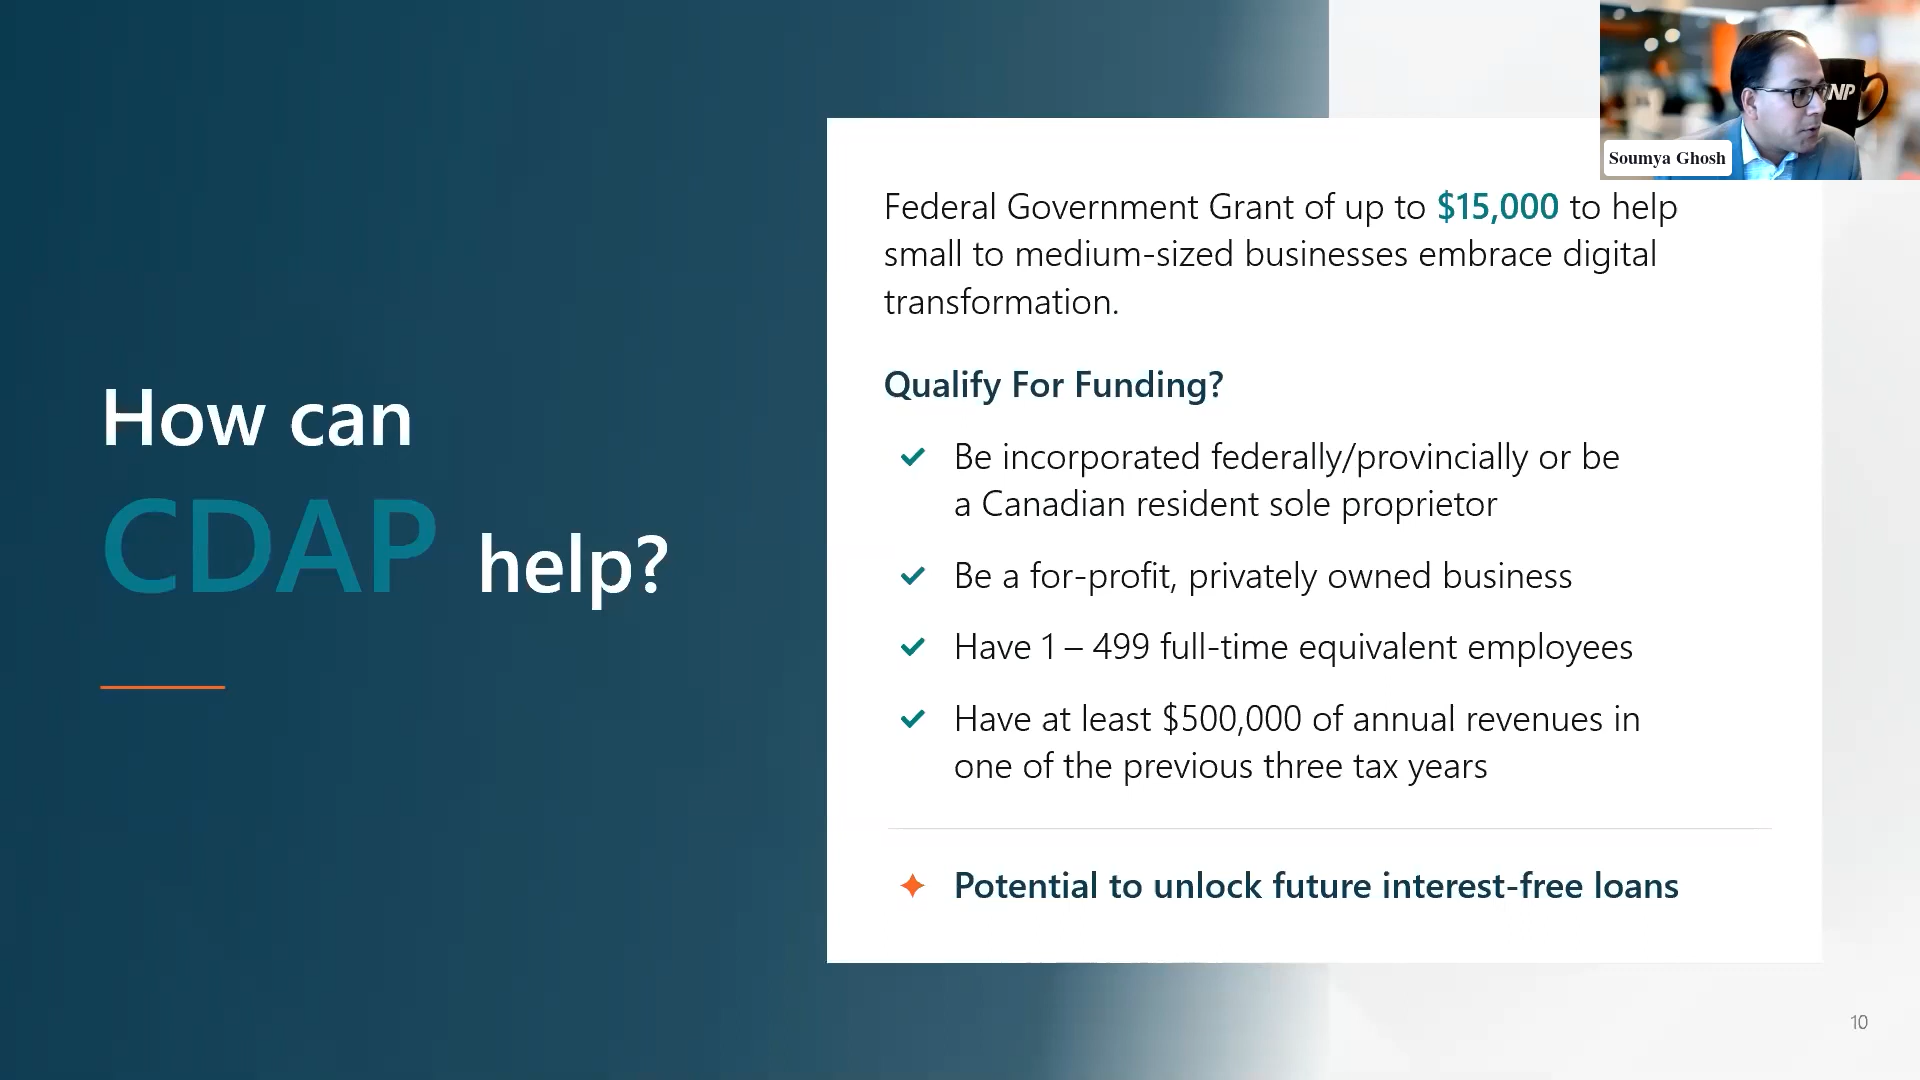 How can
CDAP help?
Federal Government Grant of up to $15,000 to help
small to medium-sized businesses embrace digital
transformation.
Qualify For Funding?
Be incorporated federally/provincially or be
a Canadian resident sole proprietor
Be a for-profit, privately owned business
Have 1 – 499 full-time equivalent employees
Have at least $500,000 of annual revenues in
one of the previous three tax years
Potential to unlock future interest-free loans
NP
Soumya Ghosh
10